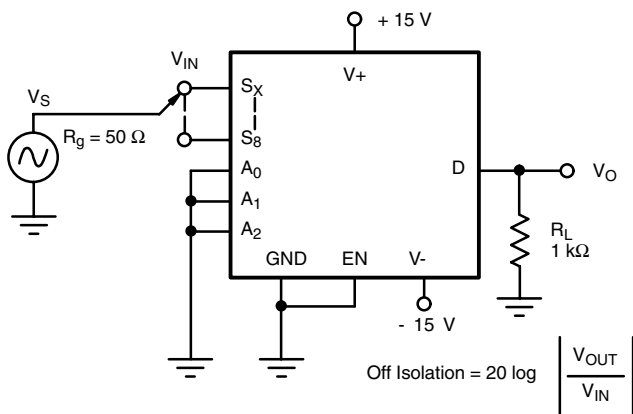 + 15 V
V+
V_IN
V_S
R_g = 50 Ω
S_X
S_8
A_0
A_1
A_2
D
V_O
R_L
1 kΩ
GND
EN
V-
- 15 V
Off Isolation = 20 log | V_OUT / V_IN |